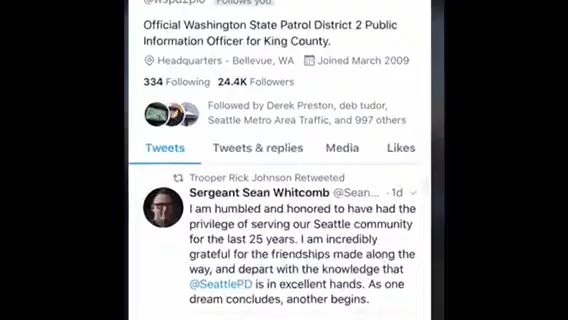 @wspd2pio Follows you
Official Washington State Patrol District 2 Public
Information Officer for King County.
Headquarters - Bellevue, WA Joined March 2009
334 Following 24.4K Followers
Followed by Derek Preston, deb tudor,
Seattle Metro Area Traffic, and 997 others
Tweets Tweets & replies Media Likes
Trooper Rick Johnson Retweeted
Sergeant Sean Whitcomb @Sean... · 1d
I am humbled and honored to have had the
privilege of serving our Seattle community
for the last 25 years. I am incredibly
grateful for the friendships made along the
way, and depart with the knowledge that
@SeattlePD is in excellent hands. As one
dream concludes, another begins.